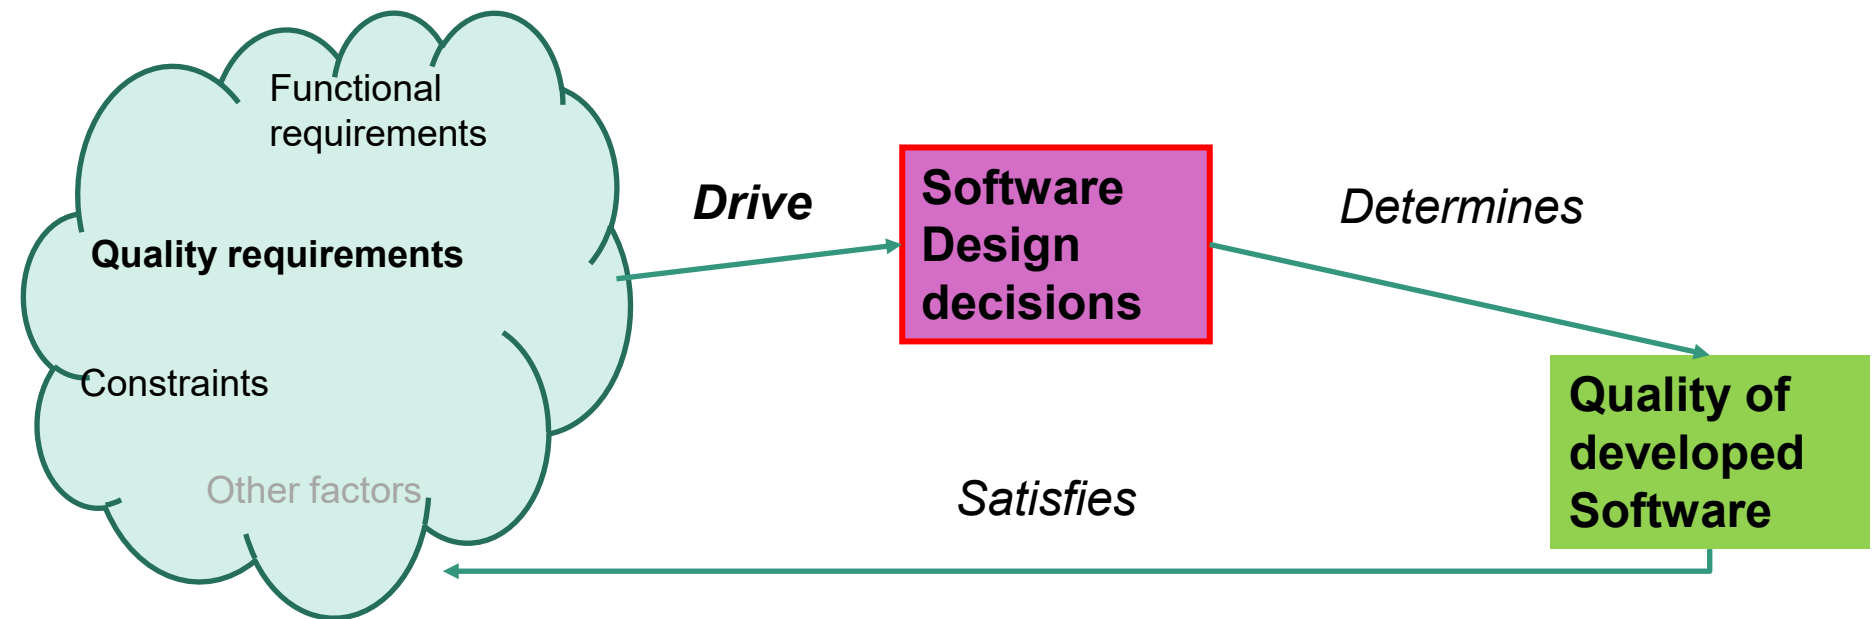 Functional
requirements
Quality requirements
Constraints
Other factors
Drive
Software
Design
decisions
Determines
Quality of
developed
Software
Satisfies